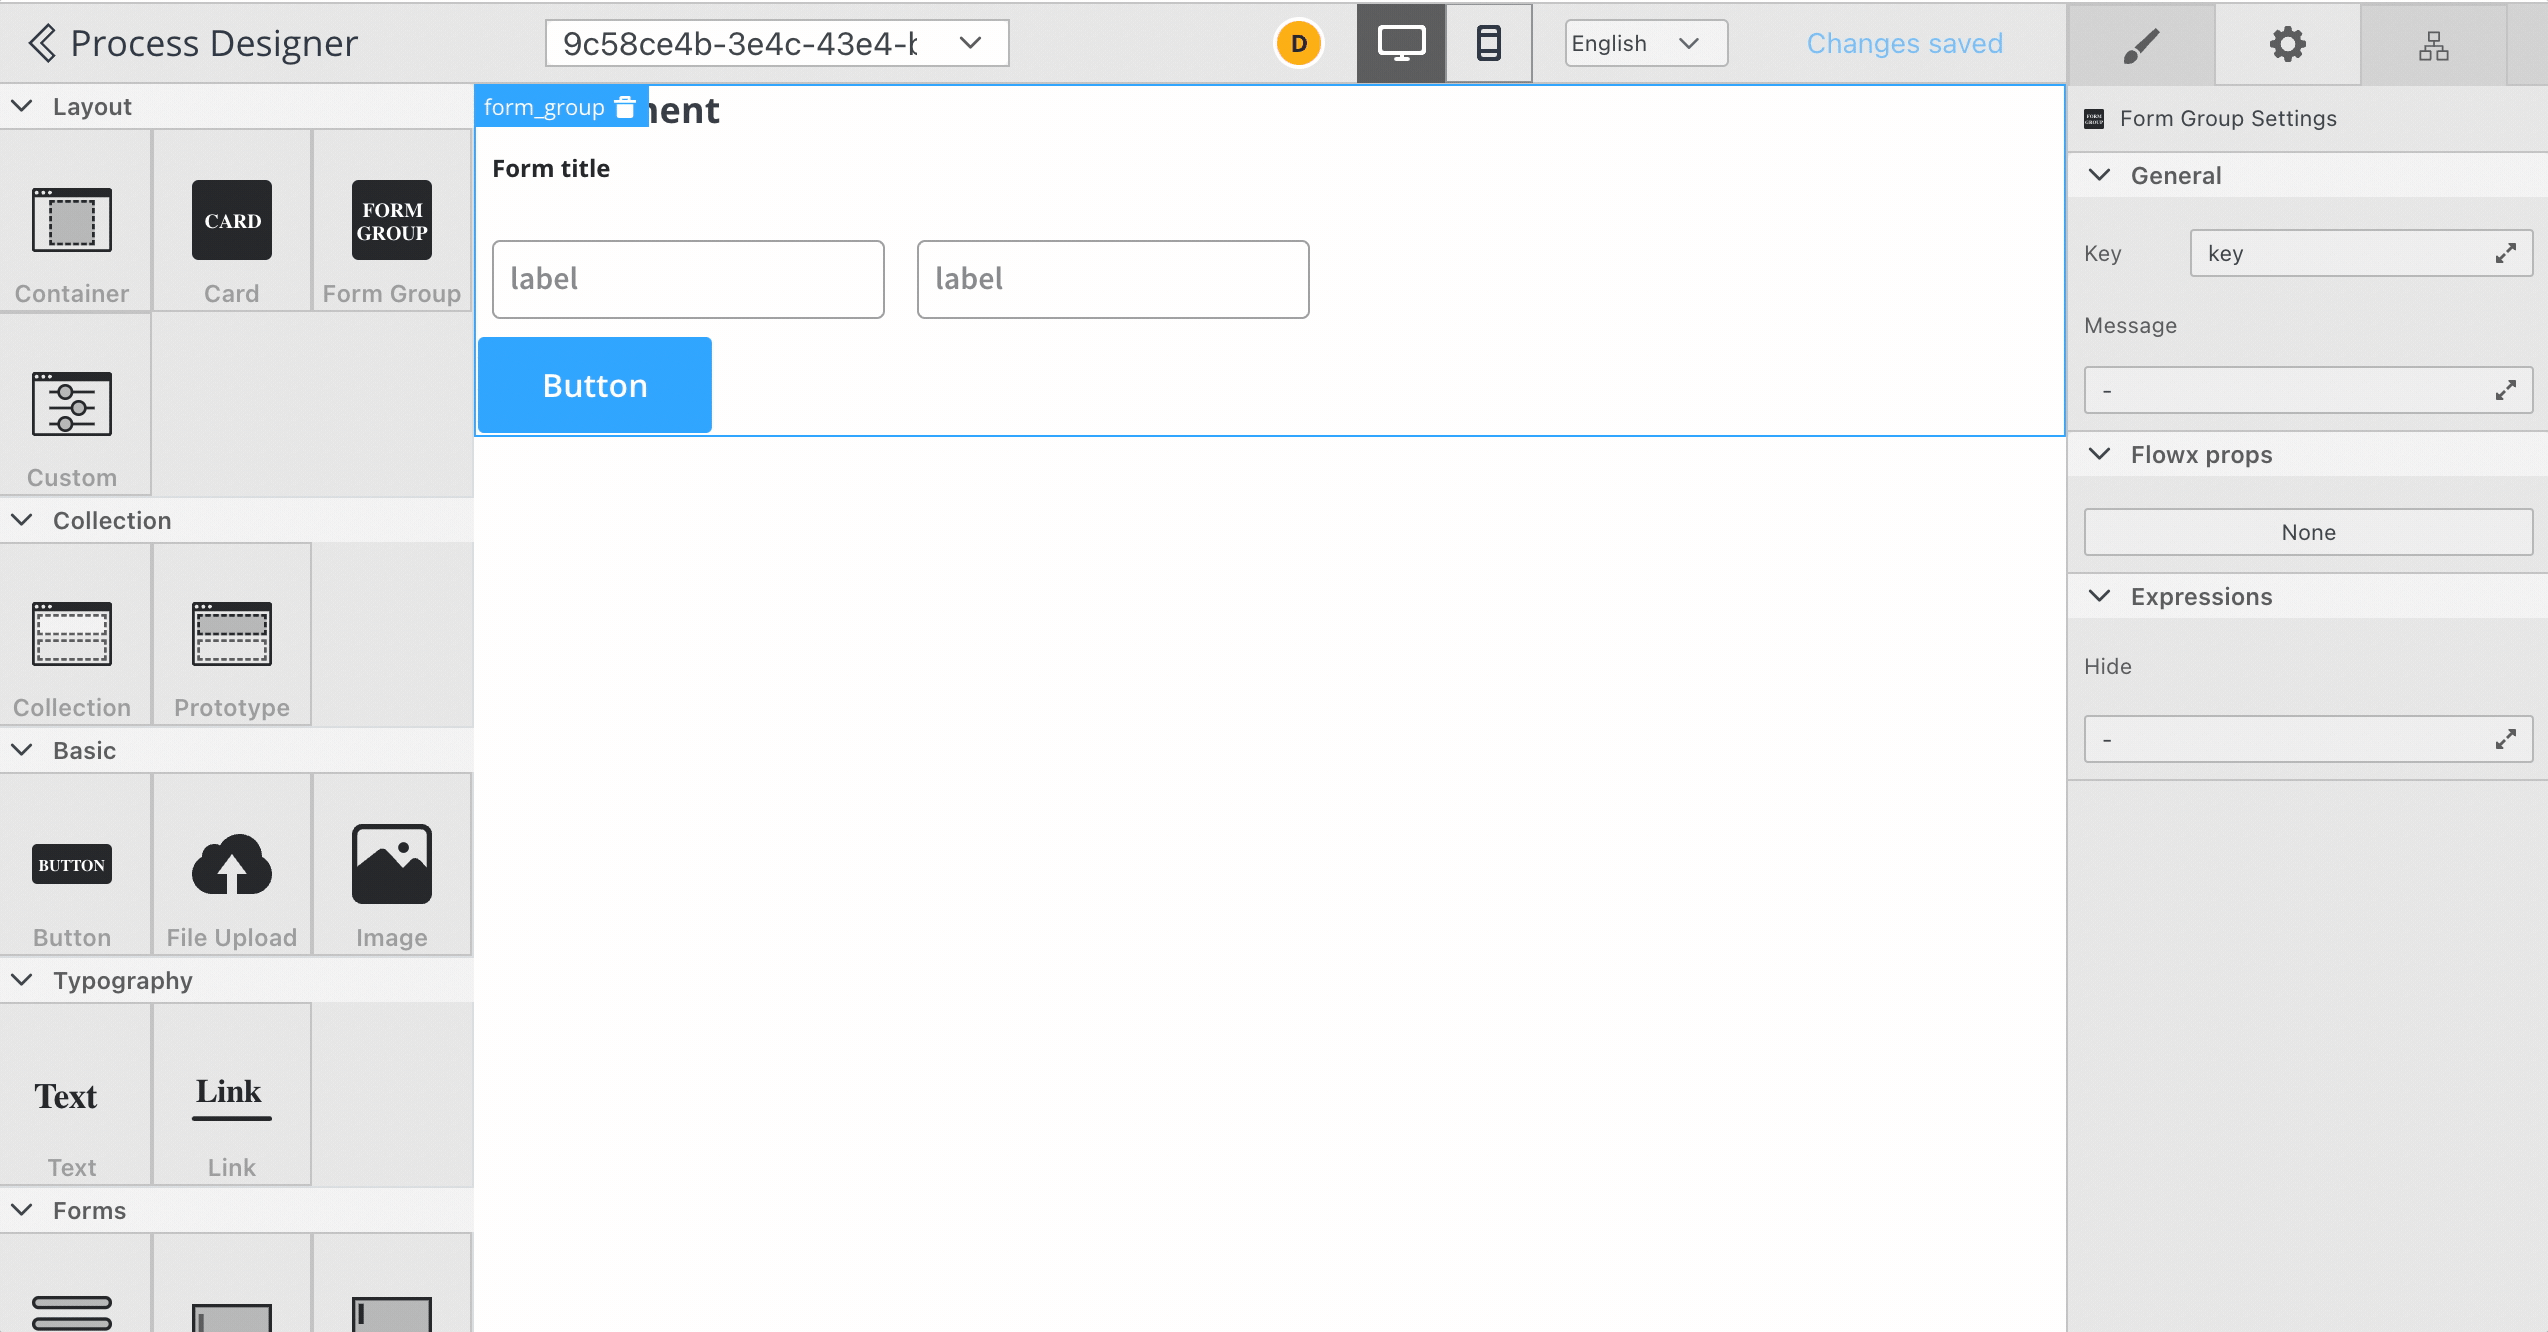 Process Designer
9c58ce4b-3e4c-43e4-
D
English
Changes saved
Layout
CARD
FORM
GROUP
Container
Card
Form Group
Custom
Collection
Collection
Prototype
Basic
BUTTON
Button
File Upload
Image
Typography
Text
Link
Text
Link
Forms
form_group
Form title
label
label
Button
FORM
GROUP
Form Group Settings
General
Key
key
Message
-
Flowx props
None
Expressions
Hide
-